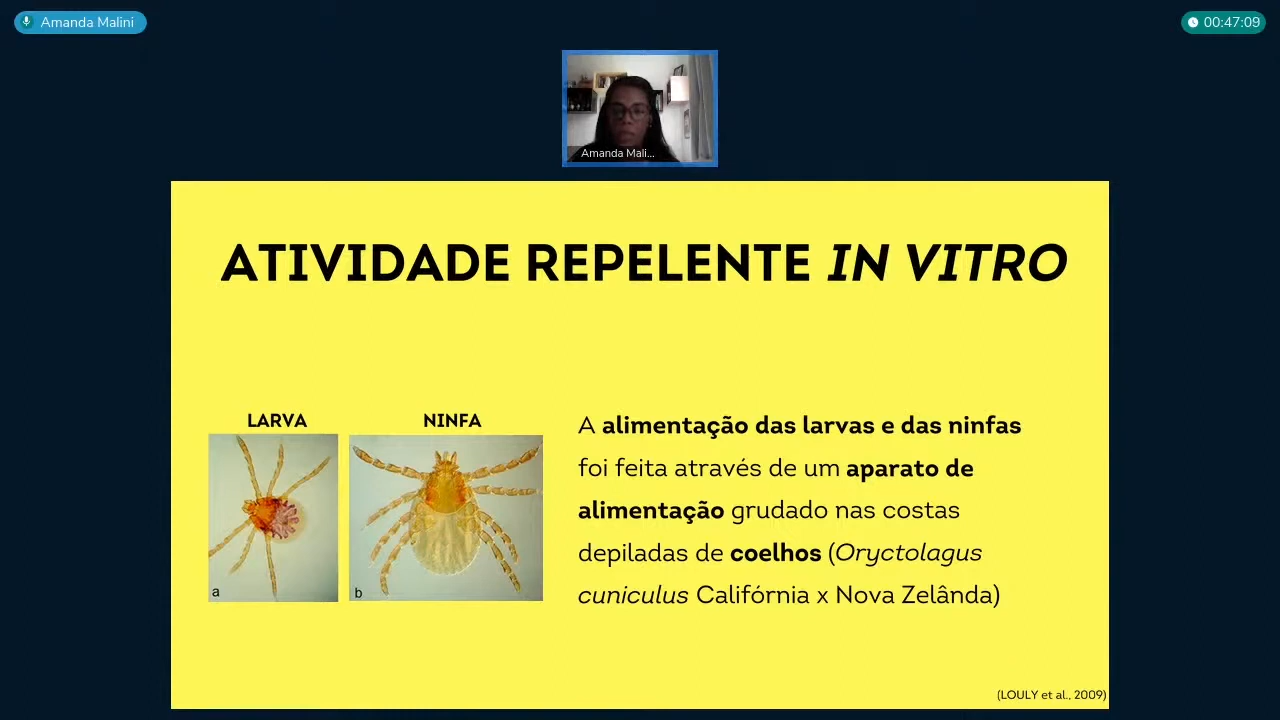 Amanda Malini
00:47:09
Amanda Mali...
ATIVIDADE REPELENTE IN VITRO
LARVA
NINFA
a
b
A alimentação das larvas e das ninfas
foi feita através de um aparato de
alimentação grudado nas costas
depiladas de coelhos (Oryctolagus
cuniculus Califórnia x Nova Zelânda)
(LOULY et al., 2009)